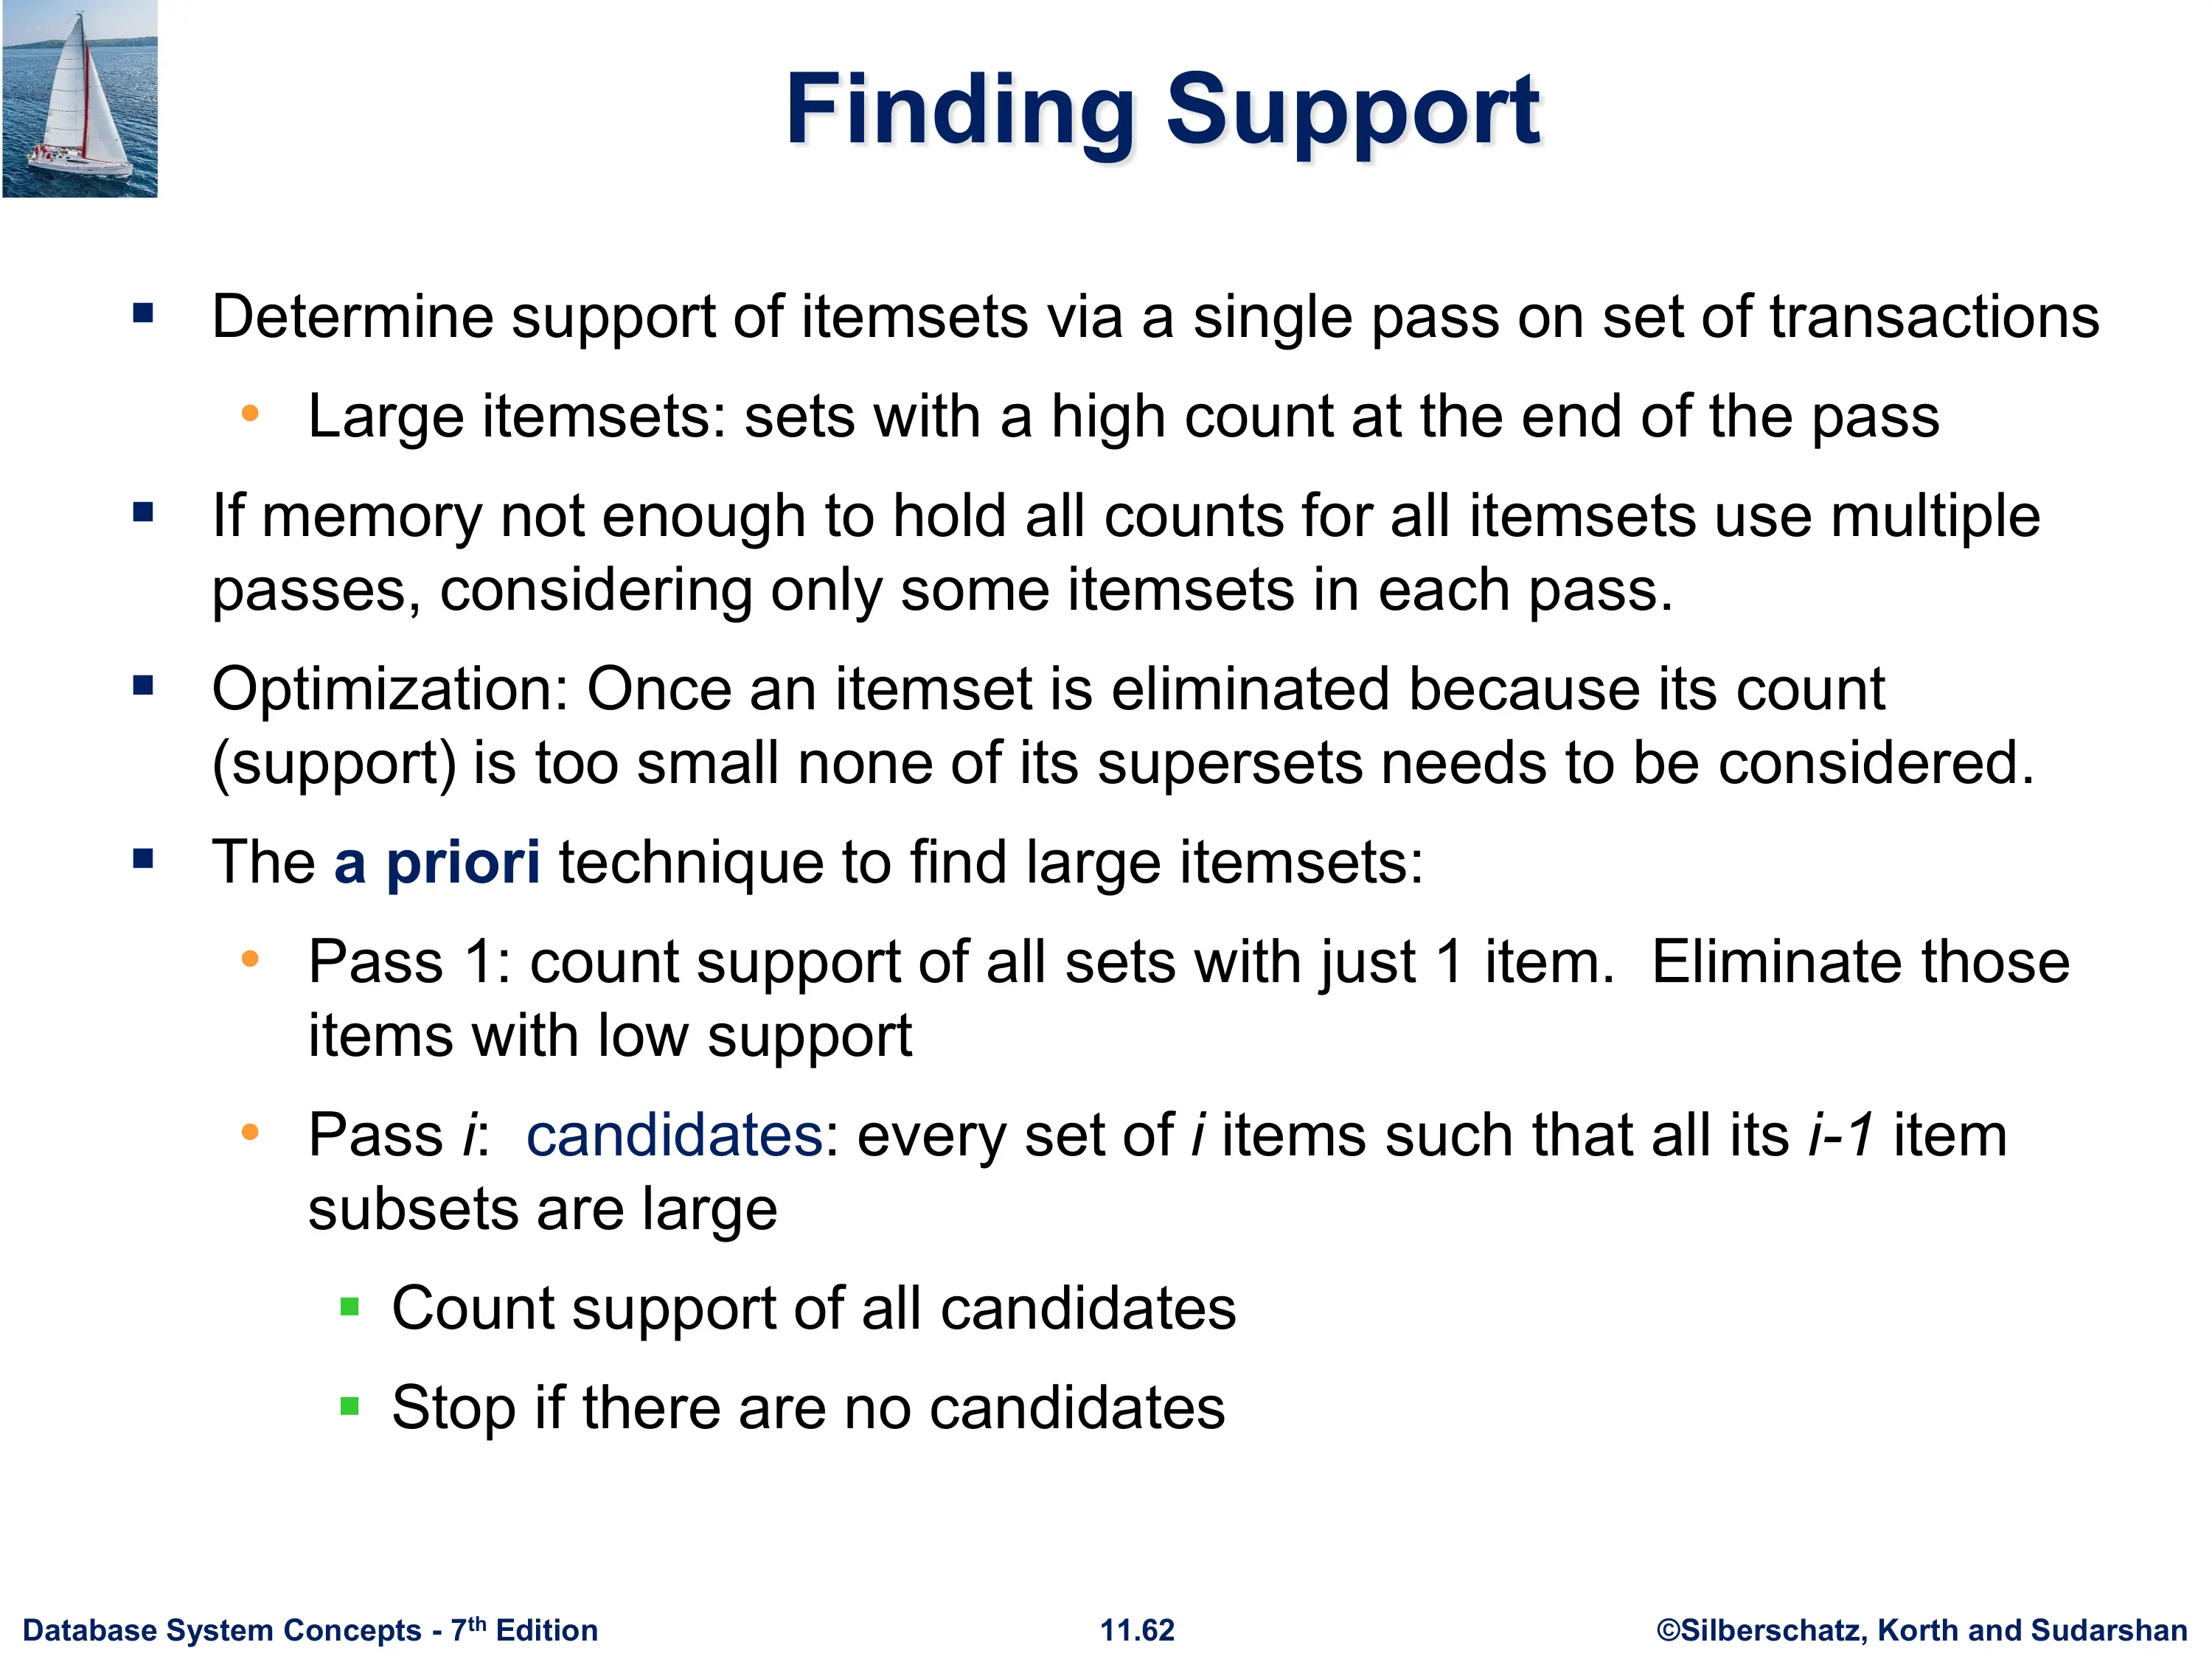 Finding Support
▪ Determine support of itemsets via a single pass on set of transactions
• Large itemsets: sets with a high count at the end of the pass
▪ If memory not enough to hold all counts for all itemsets use multiple
passes, considering only some itemsets in each pass.
▪ Optimization: Once an itemset is eliminated because its count
(support) is too small none of its supersets needs to be considered.
▪ The a priori technique to find large itemsets:
• Pass 1: count support of all sets with just 1 item.  Eliminate those
items with low support
• Pass i:  candidates: every set of i items such that all its i-1 item
subsets are large
▪ Count support of all candidates
▪ Stop if there are no candidates
Database System Concepts - 7th Edition
11.62
©Silberschatz, Korth and Sudarshan